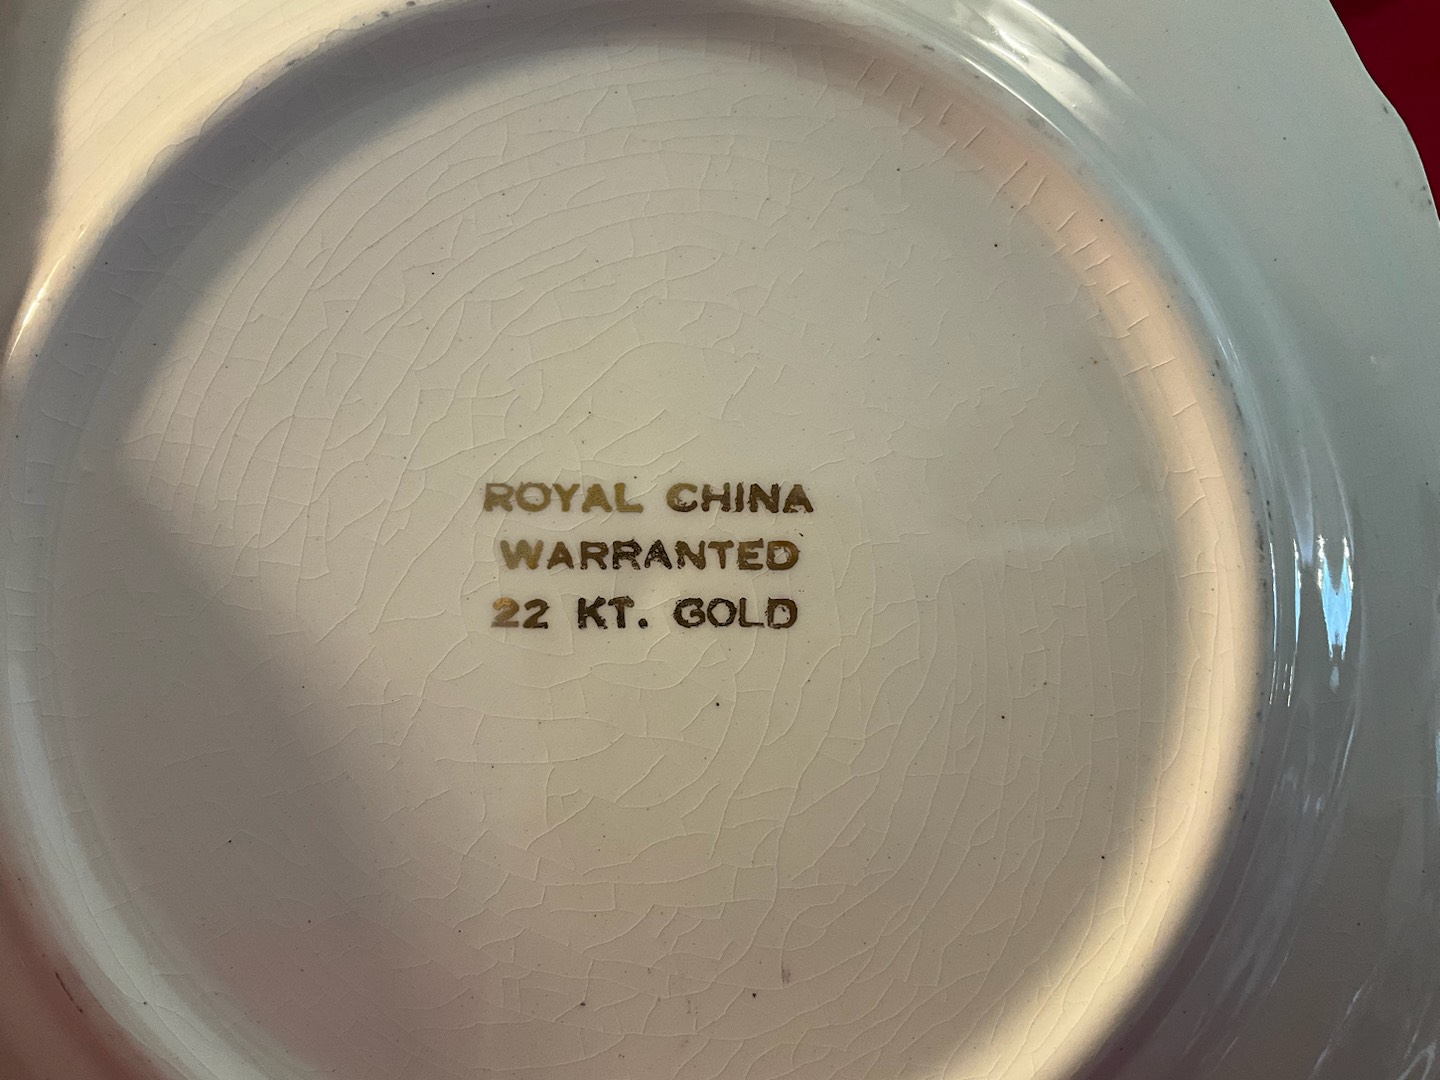 ROYAL CHINA
WARRANTED
22 KT. GOLD